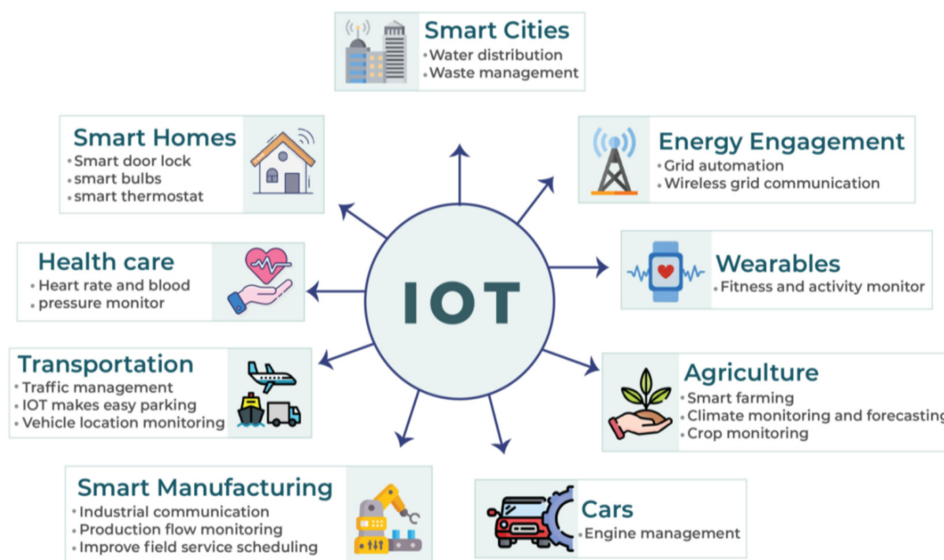 Smart Cities
• Water distribution
• Waste management
Smart Homes
• Smart door lock
• smart bulbs
• smart thermostat
Energy Engagement
• Grid automation
• Wireless grid communication
Health care
• Heart rate and blood
• pressure monitor
IOT
Wearables
• Fitness and activity monitor
Transportation
• Traffic management
• IOT makes easy parking
• Vehicle location monitoring
Agriculture
• Smart farming
• Climate monitoring and forecasting
• Crop monitoring
Smart Manufacturing
• Industrial communication
• Production flow monitoring
• Improve field service scheduling
Cars
• Engine management